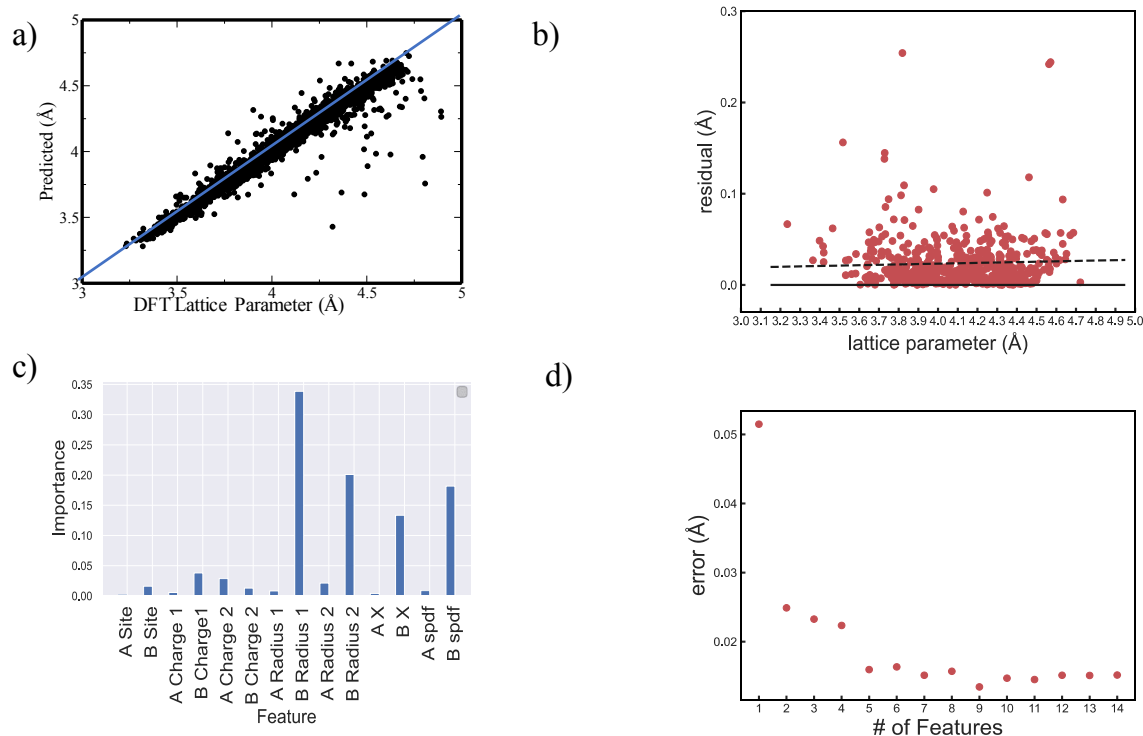 a)
5
4.5
4
3.5
3
Predicted (Å)
3 3.5 4 4.5 5
DFT Lattice Parameter (Å)
b)
0.3
0.2
0.1
0.0
residual (Å)
3.0 3.1 3.2 3.3 3.4 3.5 3.6 3.7 3.8 3.9 4.0 4.1 4.2 4.3 4.4 4.5 4.6 4.7 4.8 4.9 5.0
lattice parameter (Å)
c)
0.35
0.30
0.25
0.20
0.15
0.10
0.05
0.00
Importance
A Site
B Site
A Charge 1
B Charge1
A Charge 2
B Charge 2
A Radius 1
B Radius 1
A Radius 2
B Radius 2
A X
B X
A spdf
B spdf
Feature
d)
0.05
0.04
0.03
0.02
error (Å)
1 2 3 4 5 6 7 8 9 10 11 12 13 14
# of Features